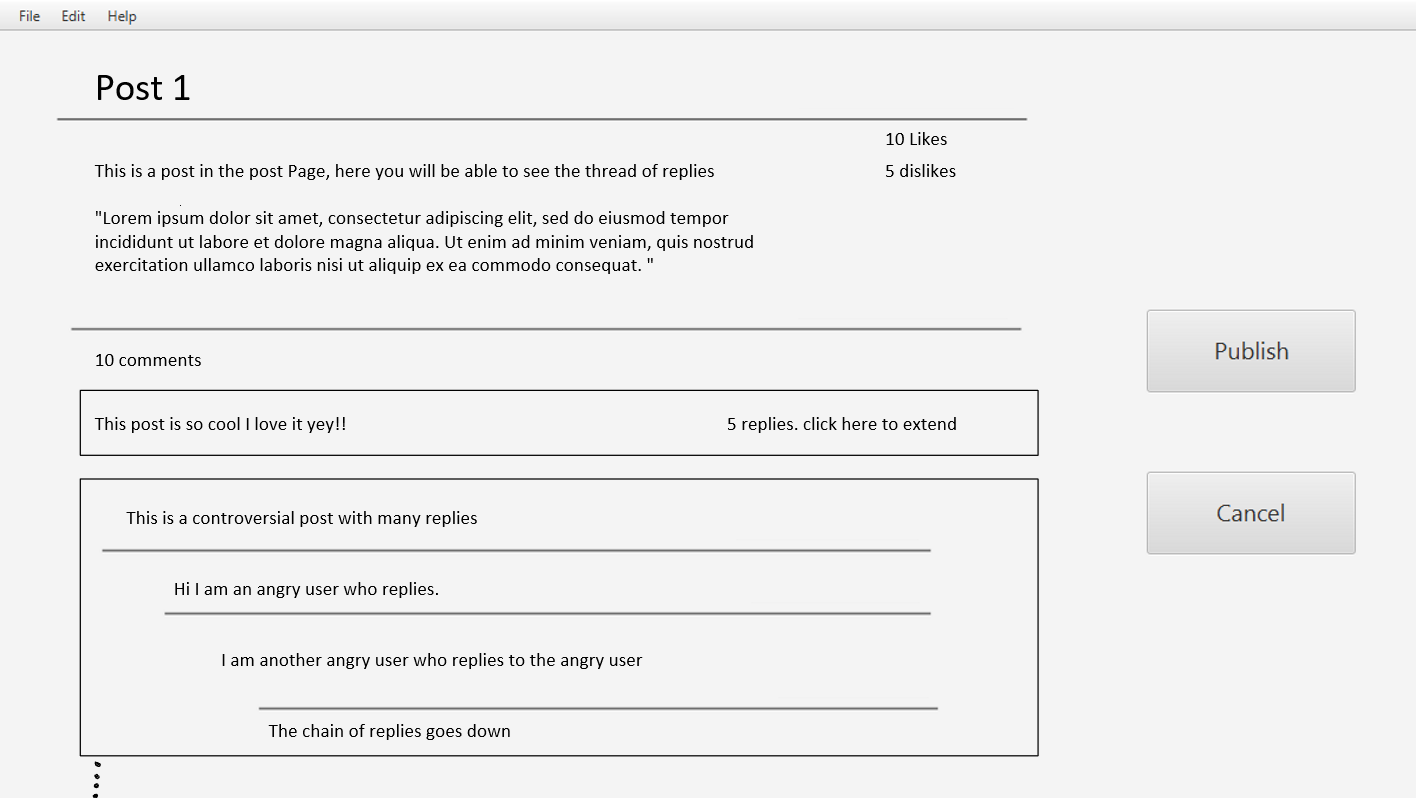 File Edit Help
Post 1
10 Likes
This is a post in the post Page, here you will be able to see the thread of replies
5 dislikes
"Lorem ipsum dolor sit amet, consectetur adipiscing elit, sed do eiusmod tempor
incididunt ut labore et dolore magna aliqua. Ut enim ad minim veniam, quis nostrud
exercitation ullamco laboris nisi ut aliquip ex ea commodo consequat. "
10 comments
This post is so cool I love it yey!!
5 replies. click here to extend
This is a controversial post with many replies
Hi I am an angry user who replies.
I am another angry user who replies to the angry user
The chain of replies goes down
Publish
Cancel